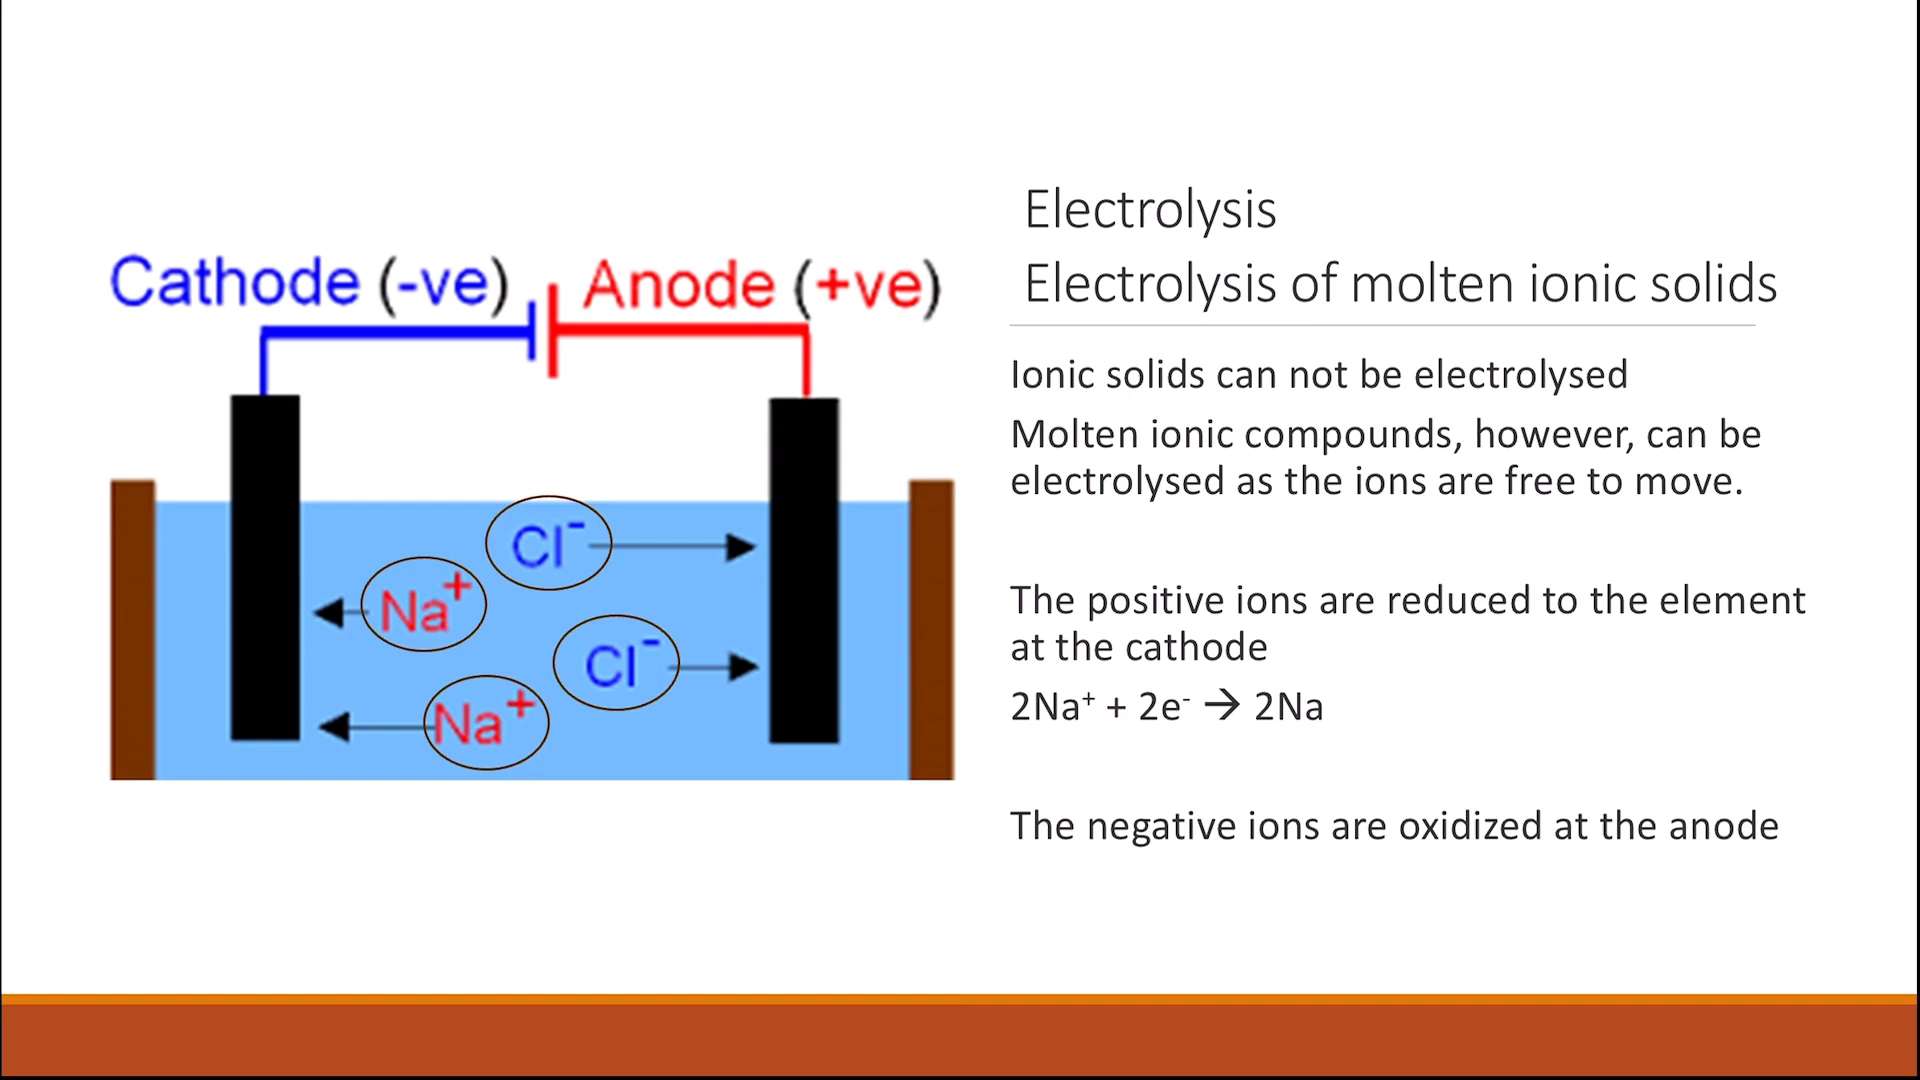 Cathode (-ve) Anode (+ve)
Cl⁻
Na⁺
Cl⁻
Na⁺
Electrolysis
Electrolysis of molten ionic solids
Ionic solids can not be electrolysed
Molten ionic compounds, however, can be
electrolysed as the ions are free to move.
The positive ions are reduced to the element
at the cathode
2Na⁺ + 2e⁻ → 2Na
The negative ions are oxidized at the anode